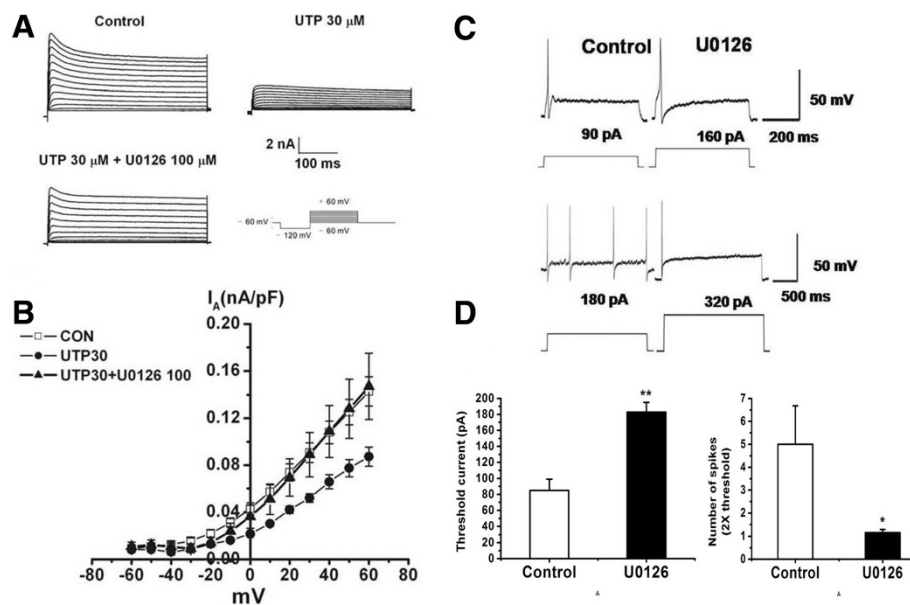 A
Control
UTP 30 µM
2 nA
100 ms
UTP 30 µM + U0126 100 µM
+ 60 mV
- 60 mV
- 120 mV
- 60 mV
B
I_A(nA/pF)
CON
UTP30
UTP30+U0126 100
0.20
0.16
0.12
0.08
0.04
0.00
-80 -60 -40 -20 0 20 40 60 80
mV
C
Control U0126
50 mV
200 ms
90 pA 160 pA
50 mV
500 ms
180 pA 320 pA
D
Threshold current (pA)
200
180
160
140
120
100
80
60
40
20
0
**
Control U0126
A
Number of spikes
(2X threshold)
7
6
5
4
3
2
1
0
*
Control U0126
A